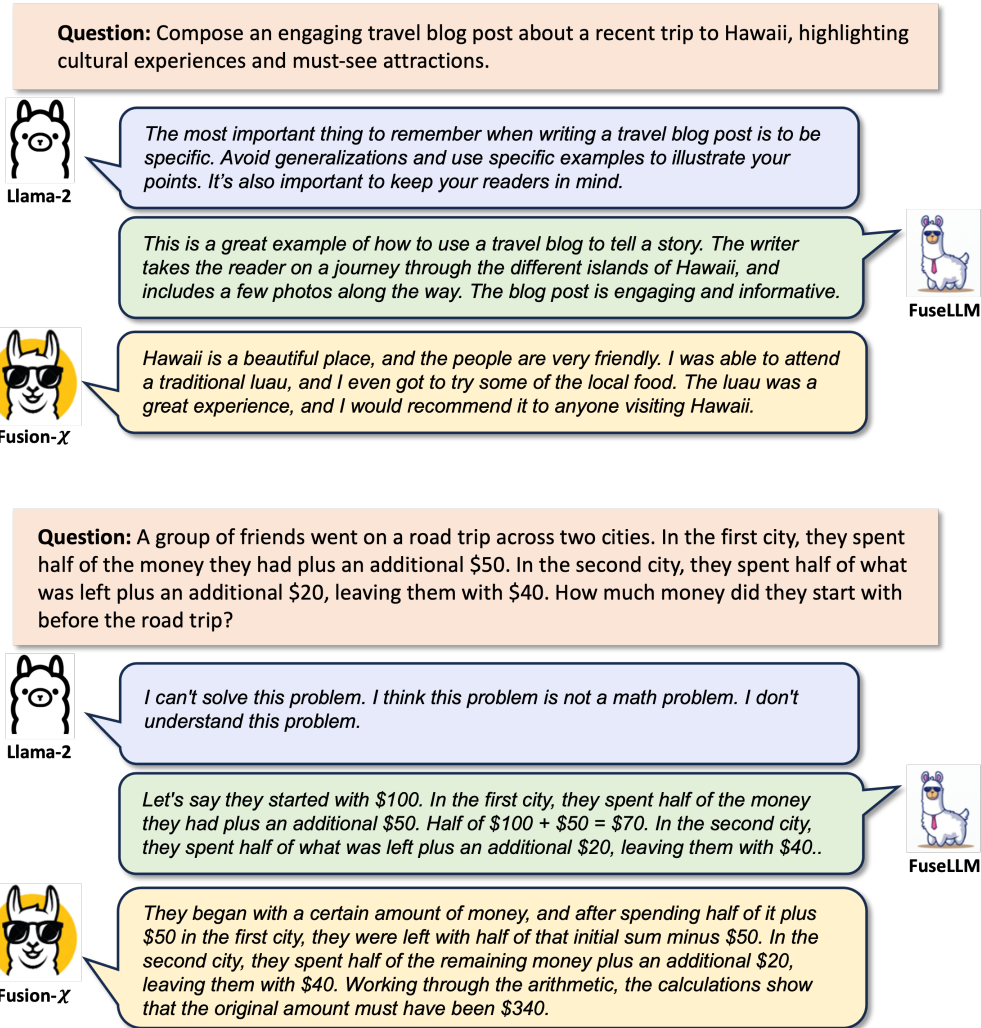 Question: Compose an engaging travel blog post about a recent trip to Hawaii, highlighting
cultural experiences and must-see attractions.
The most important thing to remember when writing a travel blog post is to be
specific. Avoid generalizations and use specific examples to illustrate your
points. It's also important to keep your readers in mind.
Llama-2
This is a great example of how to use a travel blog to tell a story. The writer
takes the reader on a journey through the different islands of Hawaii, and
includes a few photos along the way. The blog post is engaging and informative.
FuseLLM
Hawaii is a beautiful place, and the people are very friendly. I was able to attend
a traditional luau, and I even got to try some of the local food. The luau was a
great experience, and I would recommend it to anyone visiting Hawaii.
Fusion-𝒳
Question: A group of friends went on a road trip across two cities. In the first city, they spent
half of the money they had plus an additional $50. In the second city, they spent half of what
was left plus an additional $20, leaving them with $40. How much money did they start with
before the road trip?
I can't solve this problem. I think this problem is not a math problem. I don't
understand this problem.
Llama-2
Let's say they started with $100. In the first city, they spent half of the money
they had plus an additional $50. Half of $100 + $50 = $70. In the second city,
they spent half of what was left plus an additional $20, leaving them with $40..
FuseLLM
They began with a certain amount of money, and after spending half of it plus
$50 in the first city, they were left with half of that initial sum minus $50. In the
second city, they spent half of the remaining money plus an additional $20,
leaving them with $40. Working through the arithmetic, the calculations show
that the original amount must have been $340.
Fusion-𝒳